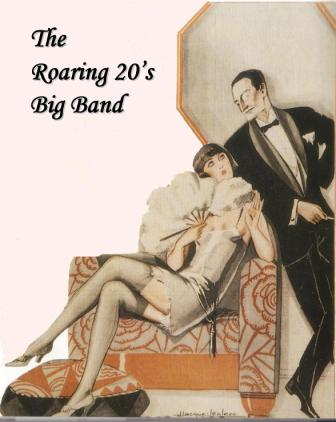 The
Roaring 20's
Big Band